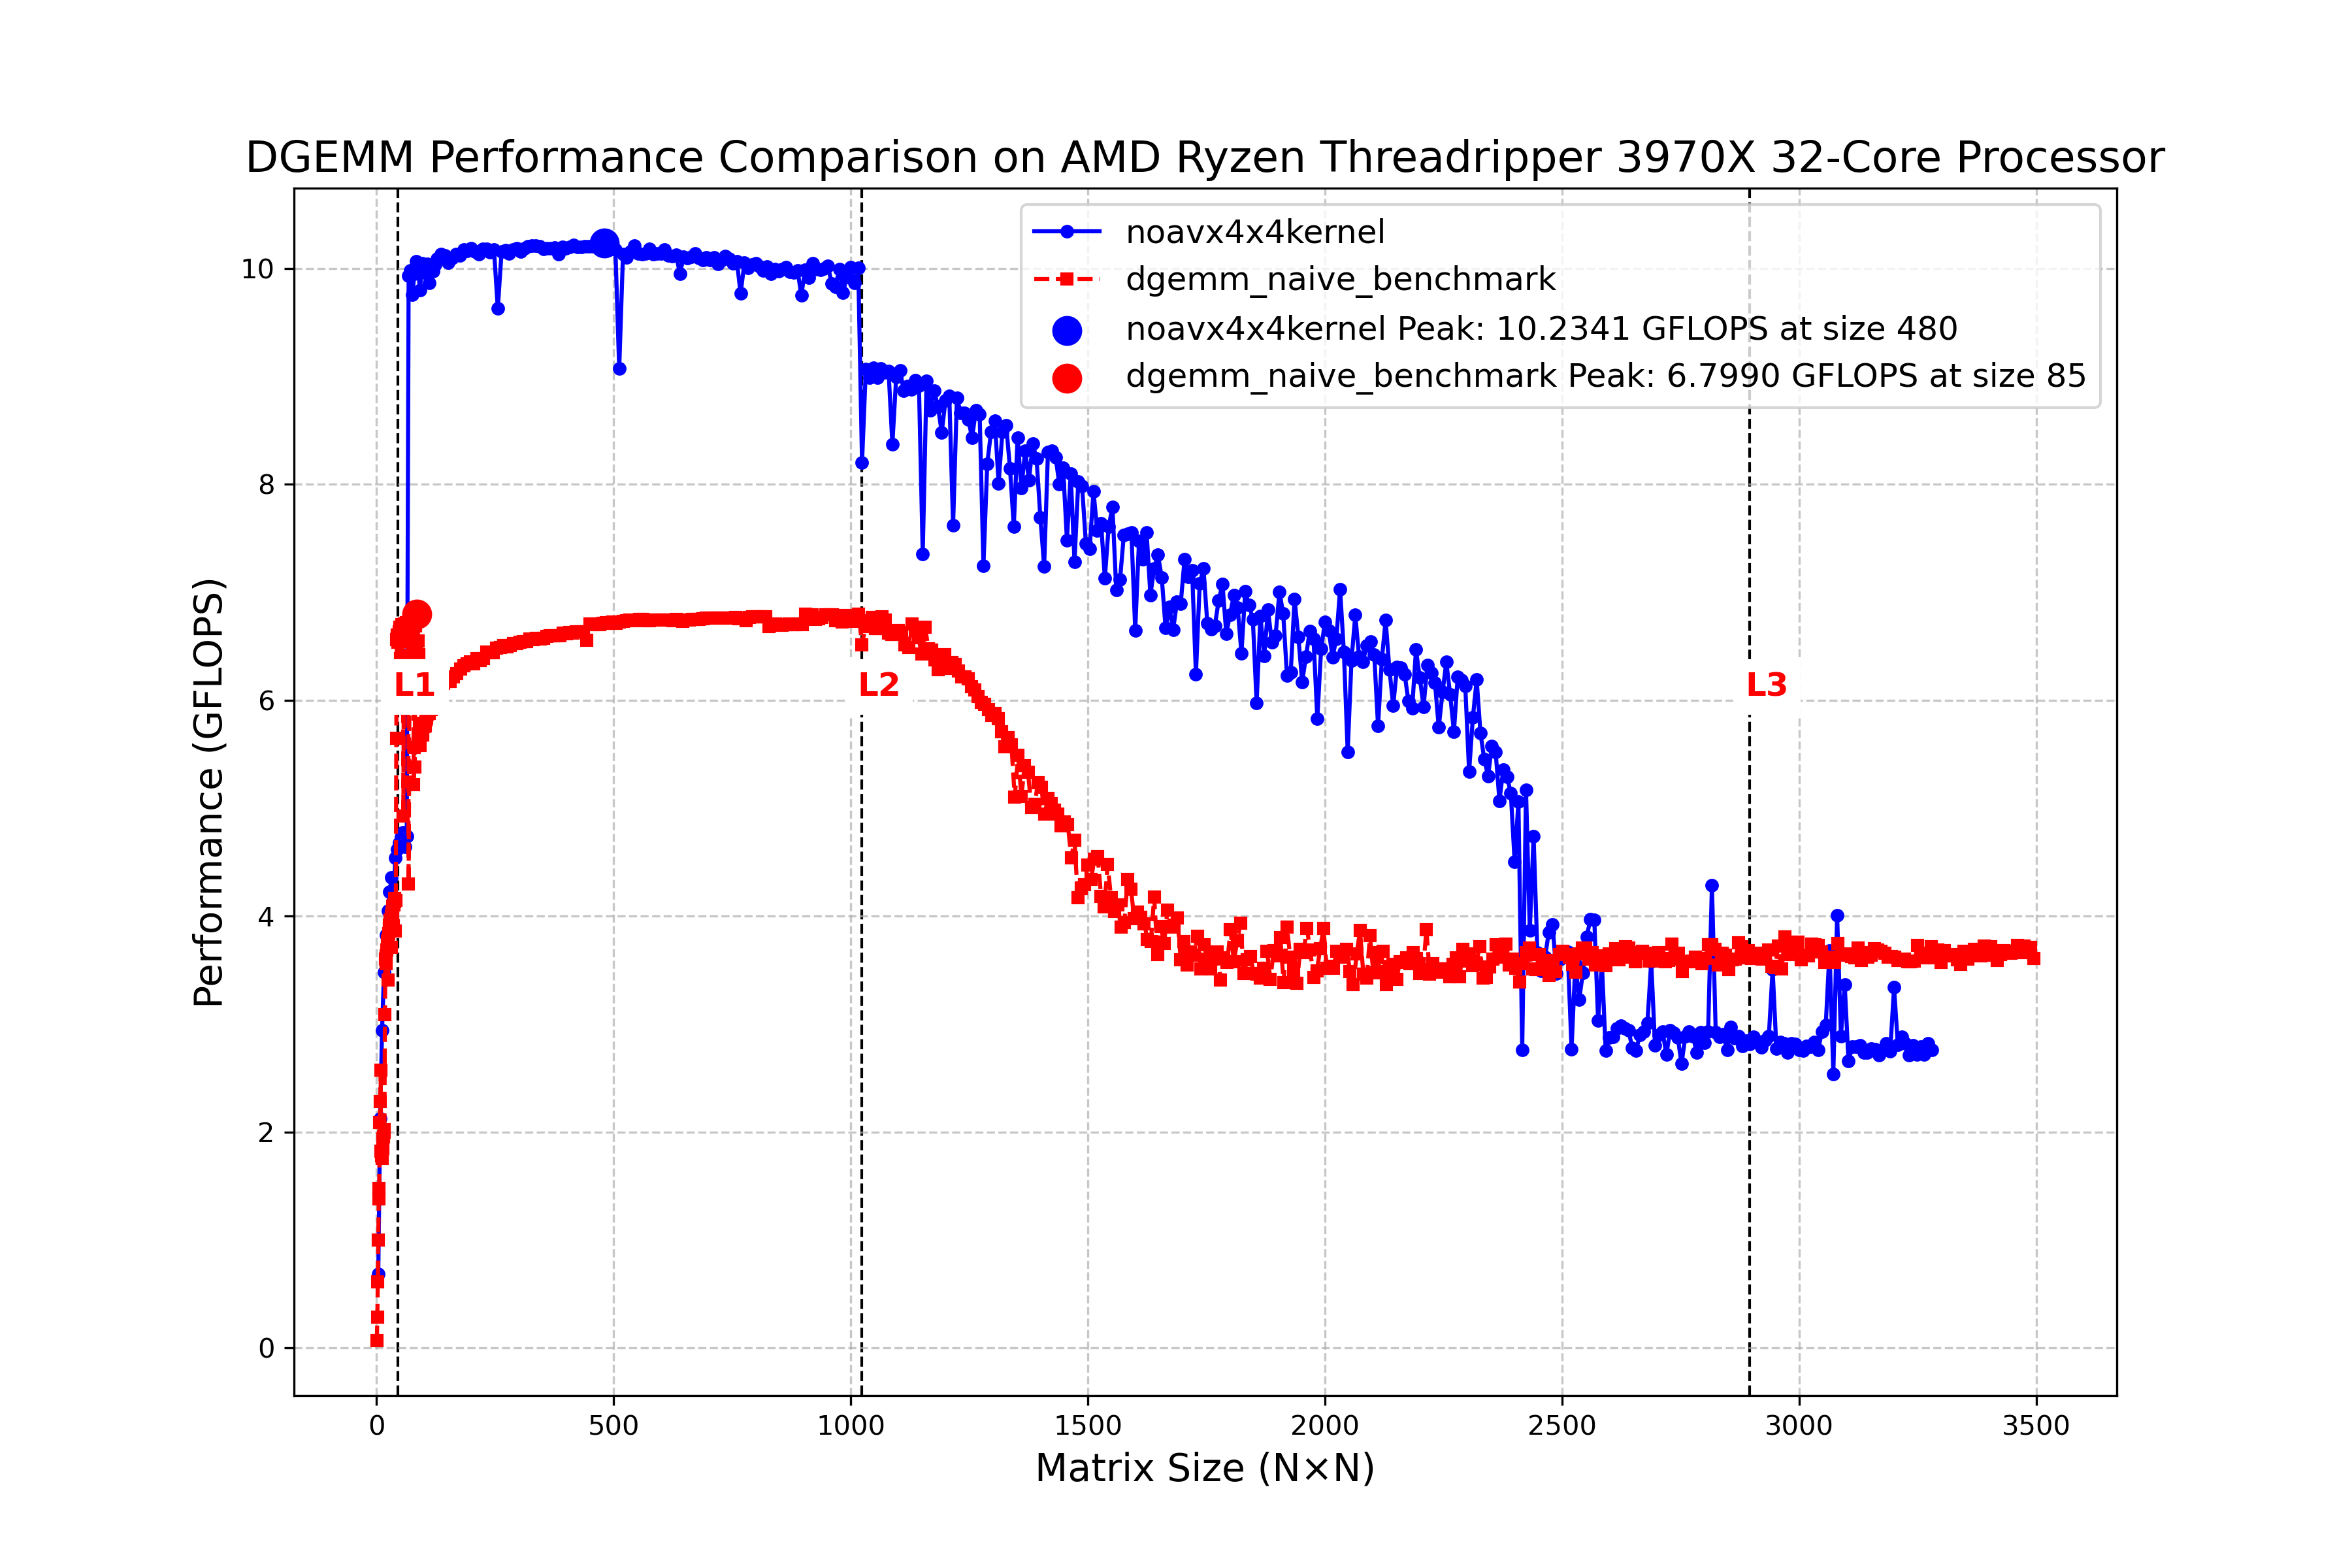 DGEMM Performance Comparison on AMD Ryzen Threadripper 3970X 32-Core Processor
noavx4x4kernel
dgemm_naive_benchmark
noavx4x4kernel Peak: 10.2341 GFLOPS at size 480
dgemm_naive_benchmark Peak: 6.7990 GFLOPS at size 85
Performance (GFLOPS)
10
8
6
4
2
0
L1
L2
L3
0 500 1000 1500 2000 2500 3000 3500
Matrix Size (N×N)